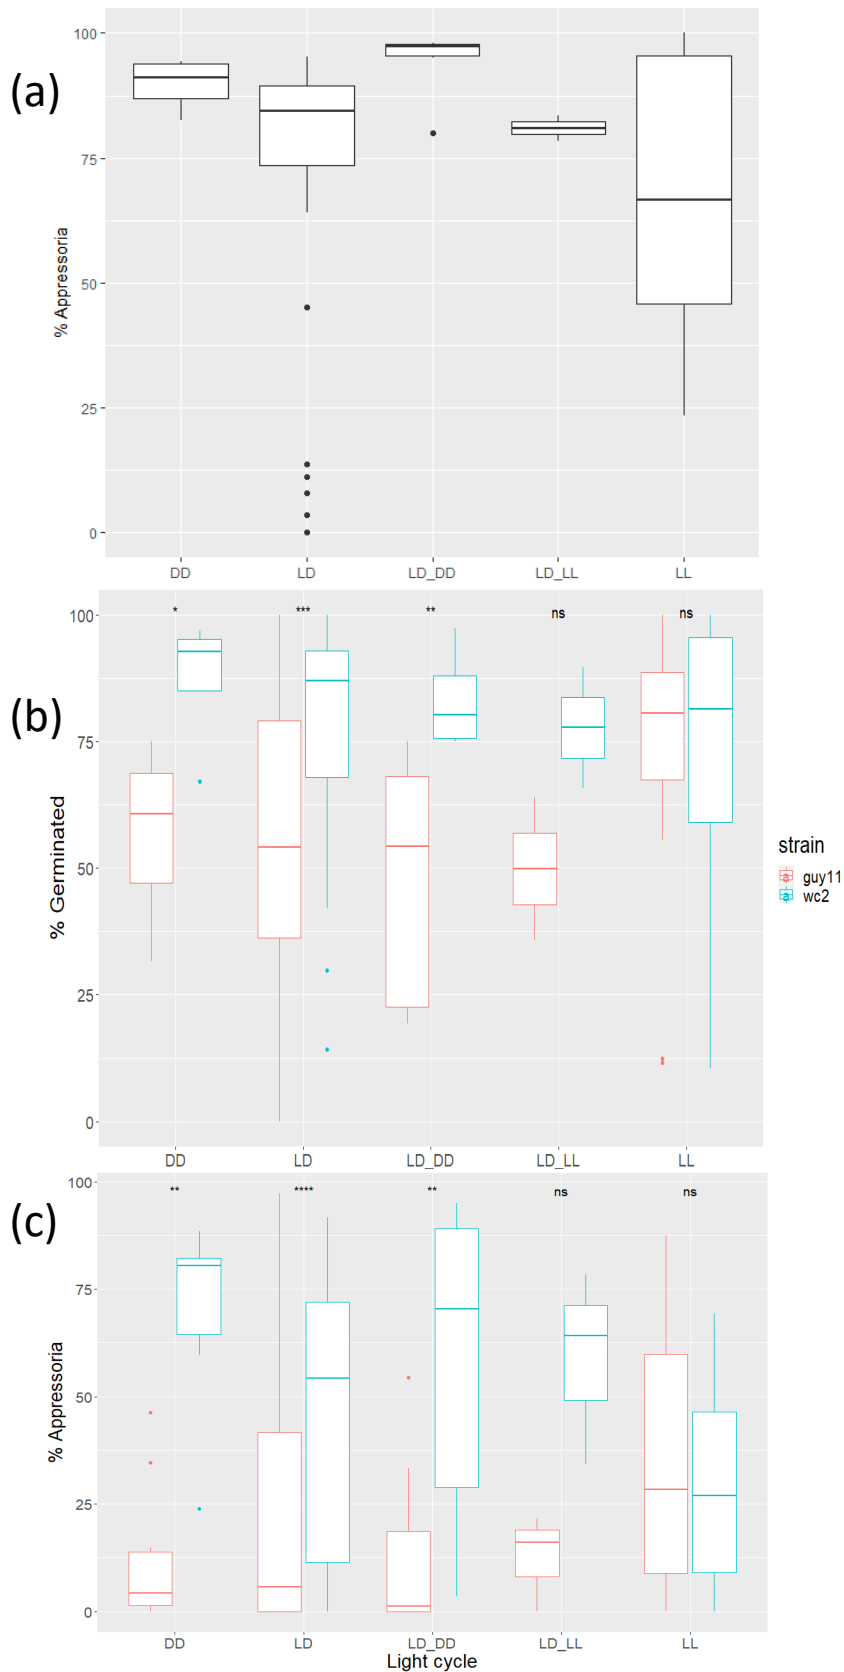 (a)
% Appressoria
100
75
50
25
0
DD LD LD_DD LD_LL LL
(b)
% Germinated
* *** ** ns ns
100
75
50
25
0
DD LD LD_DD LD_LL LL
strain
a guy11
a wc2
(c)
% Appressoria
** **** ** ns ns
100
75
50
25
0
DD LD LD_DD LD_LL LL
Light cycle